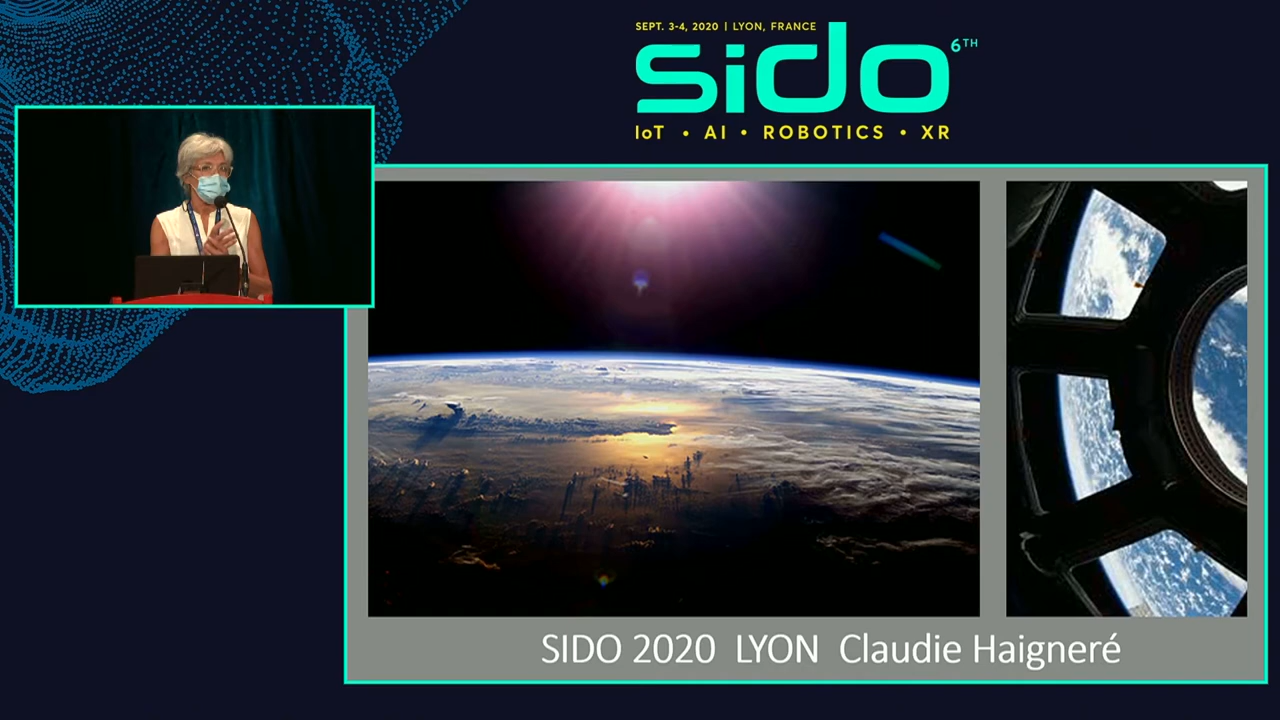 SEPT. 3-4, 2020 | LYON, FRANCE
sido 6TH
IoT • AI • ROBOTICS • XR
SIDO 2020 LYON Claudie Haigneré